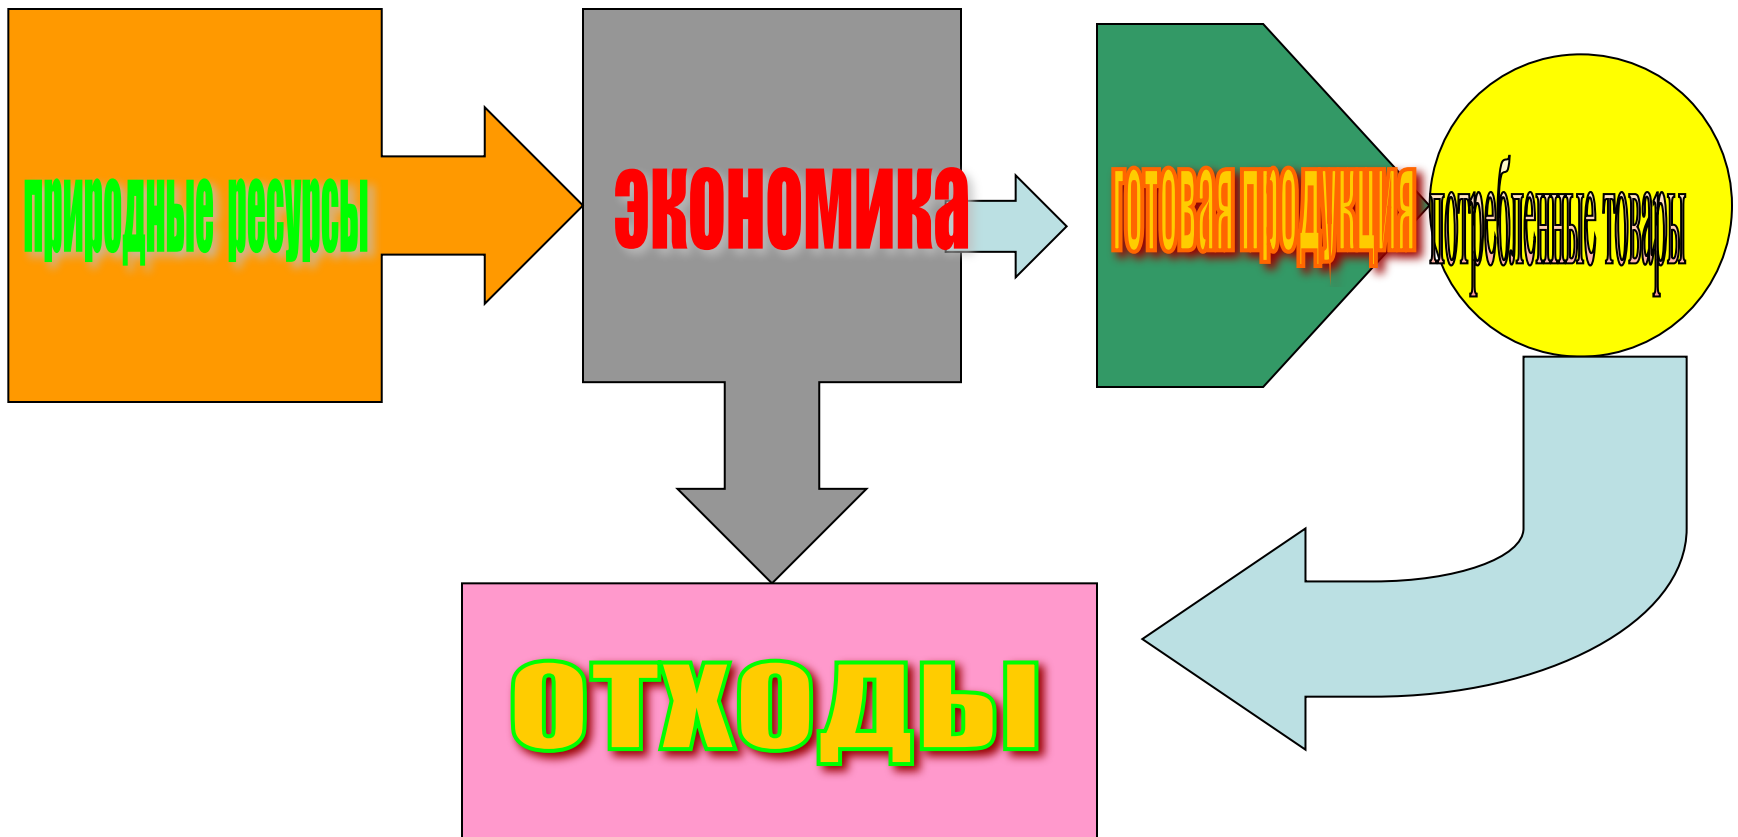 природные ресурсы
экономика
готовая продукция
потребленные товары
отходы